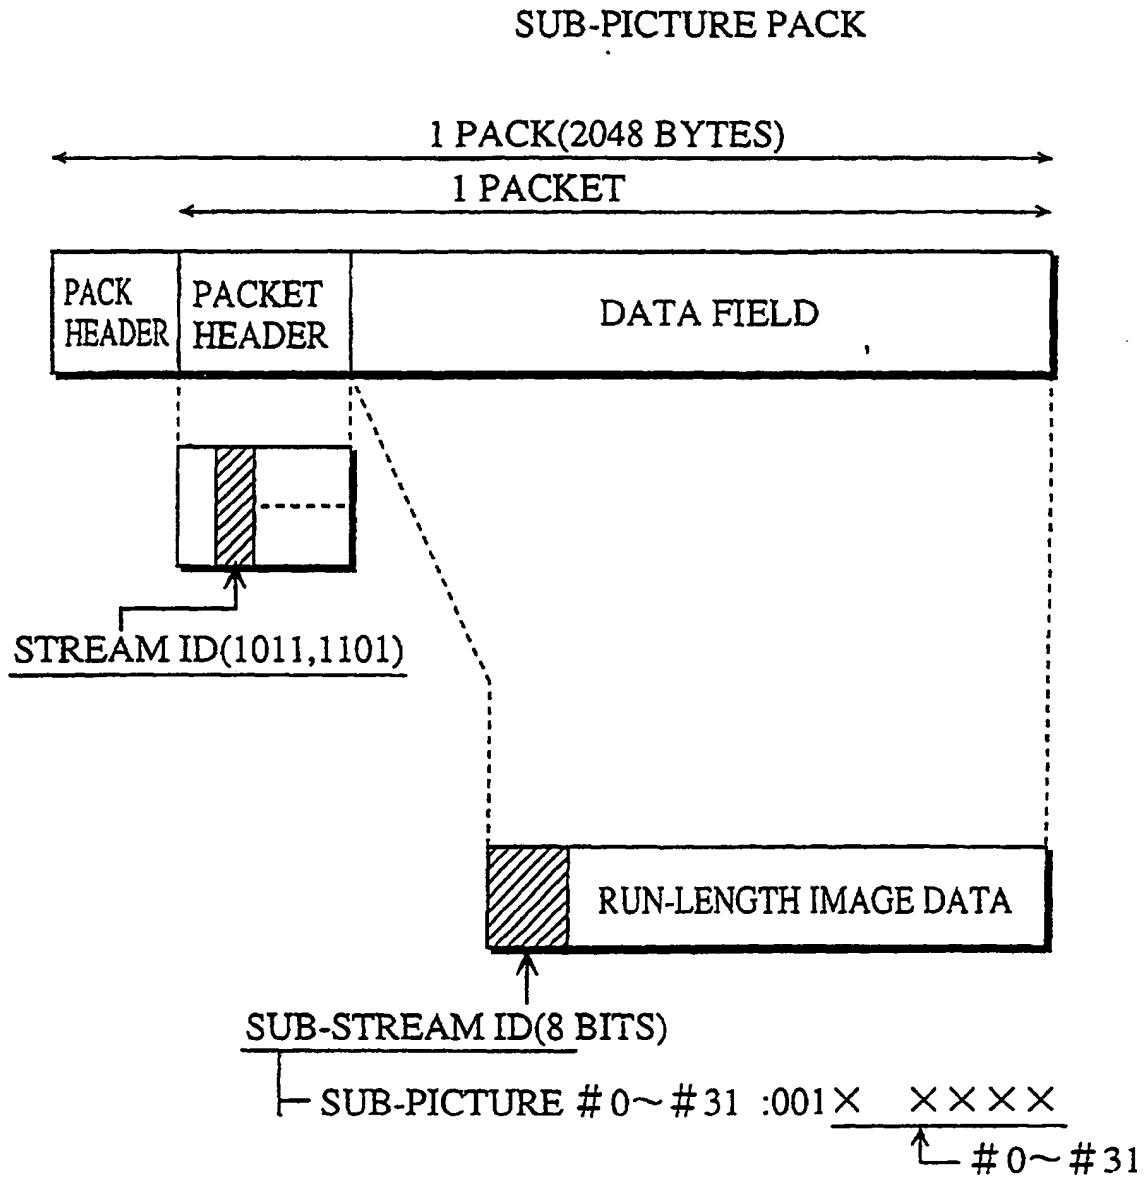 SUB-PICTURE PACK
1 PACK(2048 BYTES)
1 PACKET
PACK
HEADER
PACKET
HEADER
DATA FIELD
STREAM ID(1011,1101)
RUN-LENGTH IMAGE DATA
SUB-STREAM ID(8 BITS)
SUB-PICTURE #0~#31 :001× ××××
#0~#31